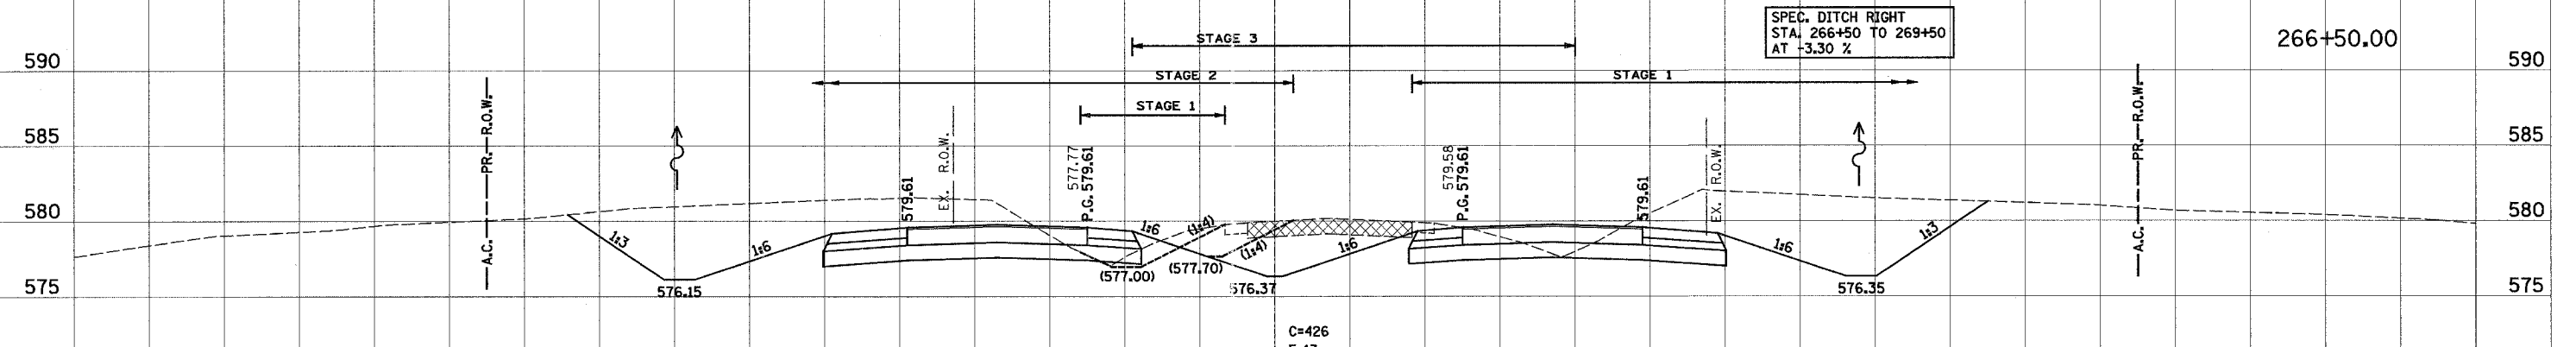 SPEC. DITCH RIGHT
STA. 266+50 TO 269+50
AT -3.30 %
266+50.00
STAGE 3
590
590
STAGE 2
STAGE 1
STAGE 1
585
585
A.C. PR. R.O.W.
EX. R.O.W.
577.77
P.G. 579.61
579.58
P.G. 579.61
EX. R.O.W.
A.C. PR. R.O.W.
579.61
579.61
580
580
1:3
1:6
1:6
(1:4)
(1:4)
1:6
1:6
1:3
(577.00)
(577.70)
575
576.15
576.37
576.35
575
C=426